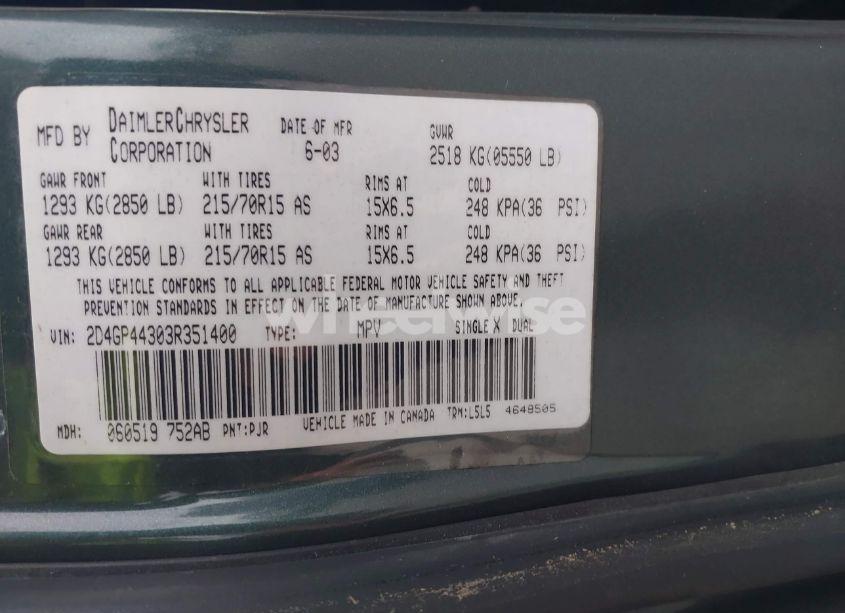 MFD BY DAIMLERCHRYSLER CORPORATION DATE OF MFR 6-03 GVWR 2518 KG(05550 LB)
GAWR FRONT WITH TIRES RIMS AT COLD
1293 KG(2850 LB) 215/70R15 AS 15X6.5 248 KPA(36 PSI)
GAWR REAR WITH TIRES RIMS AT COLD
1293 KG(2850 LB) 215/70R15 AS 15X6.5 248 KPA(36 PSI)
THIS VEHICLE CONFORMS TO ALL APPLICABLE FEDERAL MOTOR VEHICLE SAFETY AND THEFT
PREVENTION STANDARDS IN EFFECT ON THE DATE OF MANUFACTURE SHOWN ABOVE.
wheelwise
VIN: 2D4GP44303R351400 TYPE: MPV SINGLE X DUAL
MDH: 060519 752AB PNT:PJR VEHICLE MADE IN CANADA TRM:L5L5 4648505